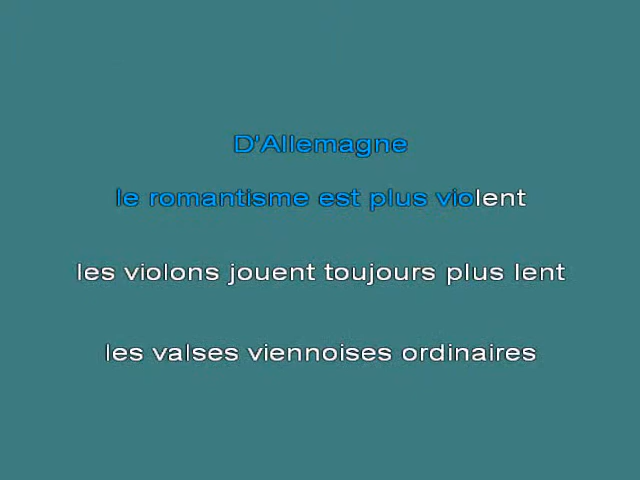 D'Allemagne
le romantisme est plus violent
les violons jouent toujours plus lent
les valses viennoises ordinaires